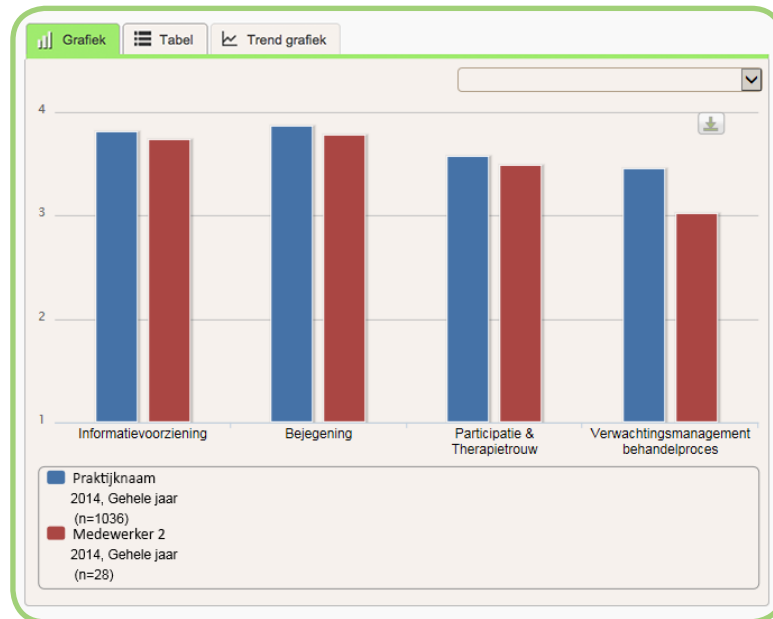 Grafiek Tabel Trend grafiek
4
3
2
1
Informatievoorziening Bejegening Participatie & Verwachtingsmanagement
Therapietrouw behandelproces
Praktijknaam
2014, Gehele jaar
(n=1036)
Medewerker 2
2014, Gehele jaar
(n=28)